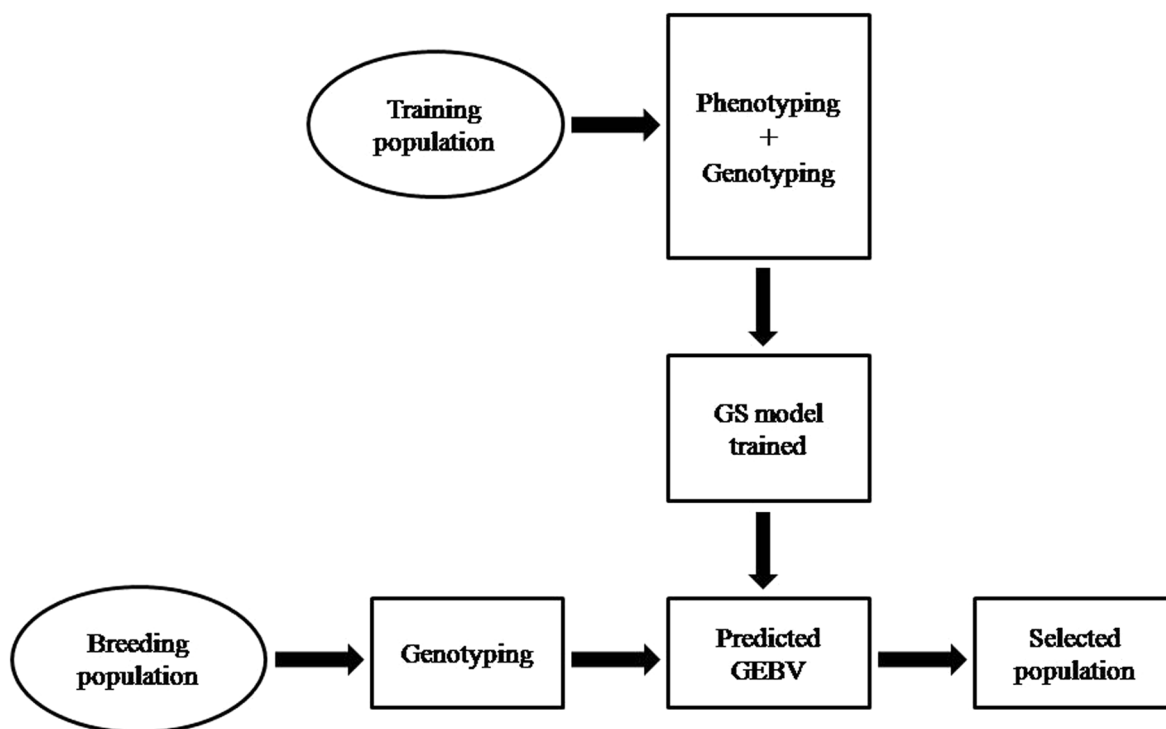 Training
population
Phenotyping
+
Genotyping
GS model
trained
Breeding
population
Genotyping
Predicted
GEBV
Selected
population